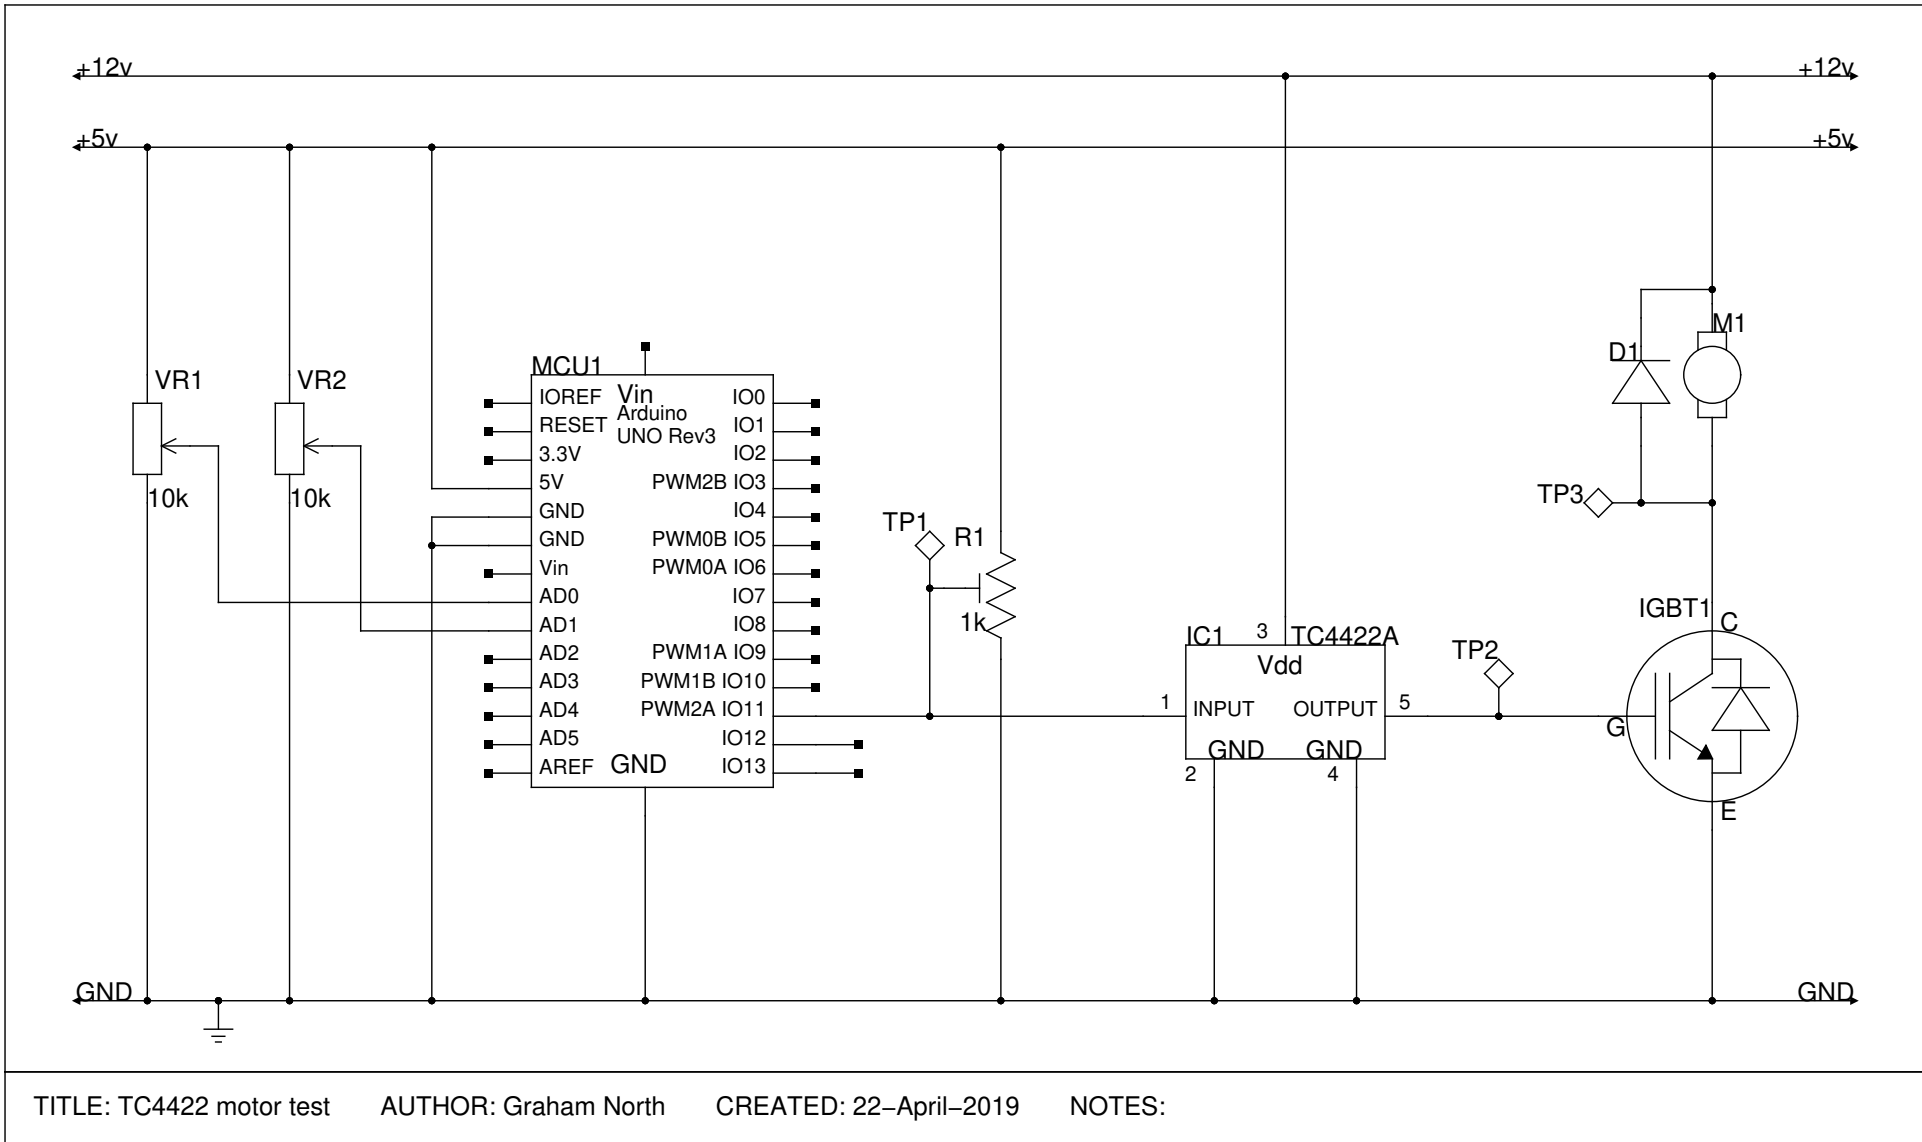 +12v
+12v
+5v
+5v
VR1
10k
VR2
10k
MCU1
Vin
Arduino
UNO Rev3
IOREF
RESET
3.3V
5V
GND
GND
Vin
AD0
AD1
AD2
AD3
AD4
AD5
AREF
GND
IO0
IO1
IO2
PWM2B IO3
IO4
PWM0B IO5
PWM0A IO6
IO7
IO8
PWM1A IO9
PWM1B IO10
PWM2A IO11
IO12
IO13
TP1
R1
1k
IC1
3
TC4422A
Vdd
1
INPUT
OUTPUT
5
GND
GND
2
4
TP2
M1
D1
TP3
IGBT1
C
G
E
GND
GND
TITLE: TC4422 motor test AUTHOR: Graham North CREATED: 22–April–2019 NOTES: